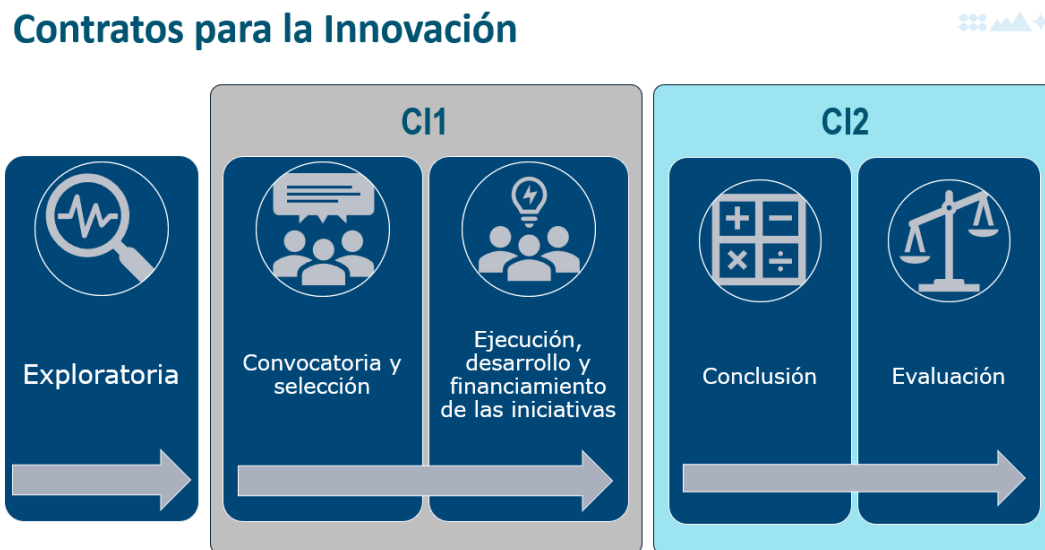 Contratos para la Innovación
CI1
CI2
Exploratoria
Convocatoria y
selección
Ejecución,
desarrollo y
financiamiento
de las iniciativas
Conclusión
Evaluación